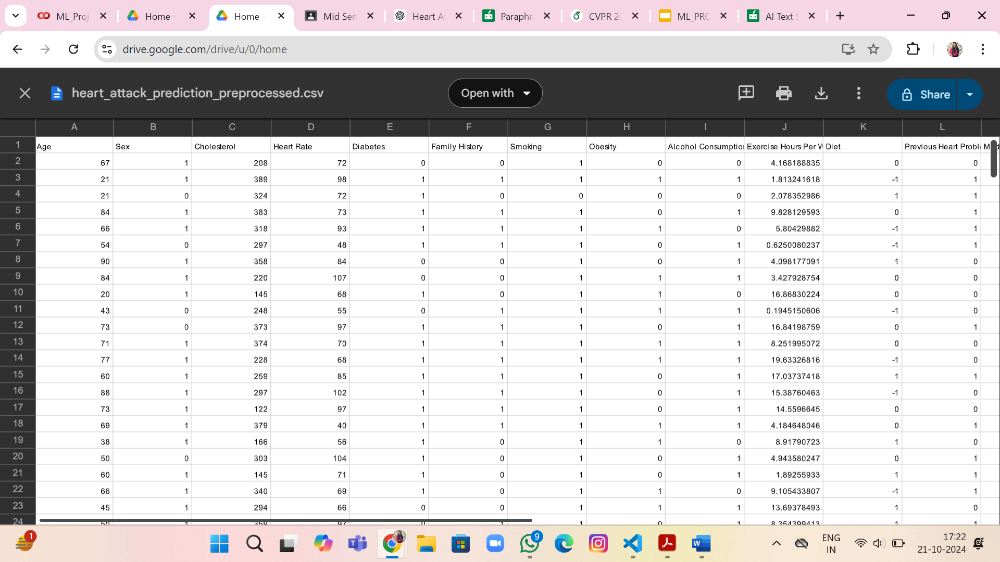 ML_Proj Home - Home - Mid Sen Heart At Paraphr CVPR 20 ML_PRO AI Text S
drive.google.com/drive/u/0/home
heart_attack_prediction_preprocessed.csv Open with Share
A B C D E F G H I J K L
1 Age Sex Cholesterol Heart Rate Diabetes Family History Smoking Obesity Alcohol Consumptio Exercise Hours Per W Diet Previous Heart Probl
2 67 1 208 72 0 0 1 0 0 4.168188835 0 0
3 21 1 389 98 1 1 1 1 1 1.813241618 -1 1
4 21 0 324 72 1 0 0 0 0 2.078352986 1 1
5 84 1 383 73 1 1 1 0 1 9.828129593 0 1
6 66 1 318 93 1 1 1 1 0 5.80429882 -1 1
7 54 0 297 48 1 1 1 0 1 0.6250080237 -1 1
8 90 1 358 84 0 0 1 0 1 4.098177091 1 0
9 84 1 220 107 0 0 1 1 1 3.427928754 0 0
10 20 1 145 68 1 0 1 1 0 16.86830224 0 0
11 43 0 248 55 0 1 1 1 1 0.1945150606 -1 0
12 73 0 373 97 1 1 1 0 1 16.84198759 0 1
13 71 1 374 70 1 1 1 1 1 8.251995072 0 0
14 77 1 228 68 1 1 1 1 1 19.63326816 -1 0
15 60 1 259 85 1 1 1 0 1 17.03737418 1 1
16 88 1 297 102 1 1 1 0 1 15.38760463 -1 0
17 73 1 122 97 1 1 1 0 1 14.5596645 0 0
18 69 1 379 40 1 1 1 1 1 4.184648046 0 1
19 38 1 166 56 1 0 1 1 0 8.91790723 1 0
20 50 0 303 104 1 0 1 0 1 4.943580247 0 1
21 60 1 145 71 1 0 1 0 1 1.89255933 1 1
22 66 1 340 69 1 0 1 1 0 9.105433807 -1 1
23 45 1 294 66 0 0 1 1 1 13.69378493 1 0
24 50 1 359 97 0 1 1 0 1 8.354399413 1 1
1 9 ENG 17:22
IN 21-10-2024